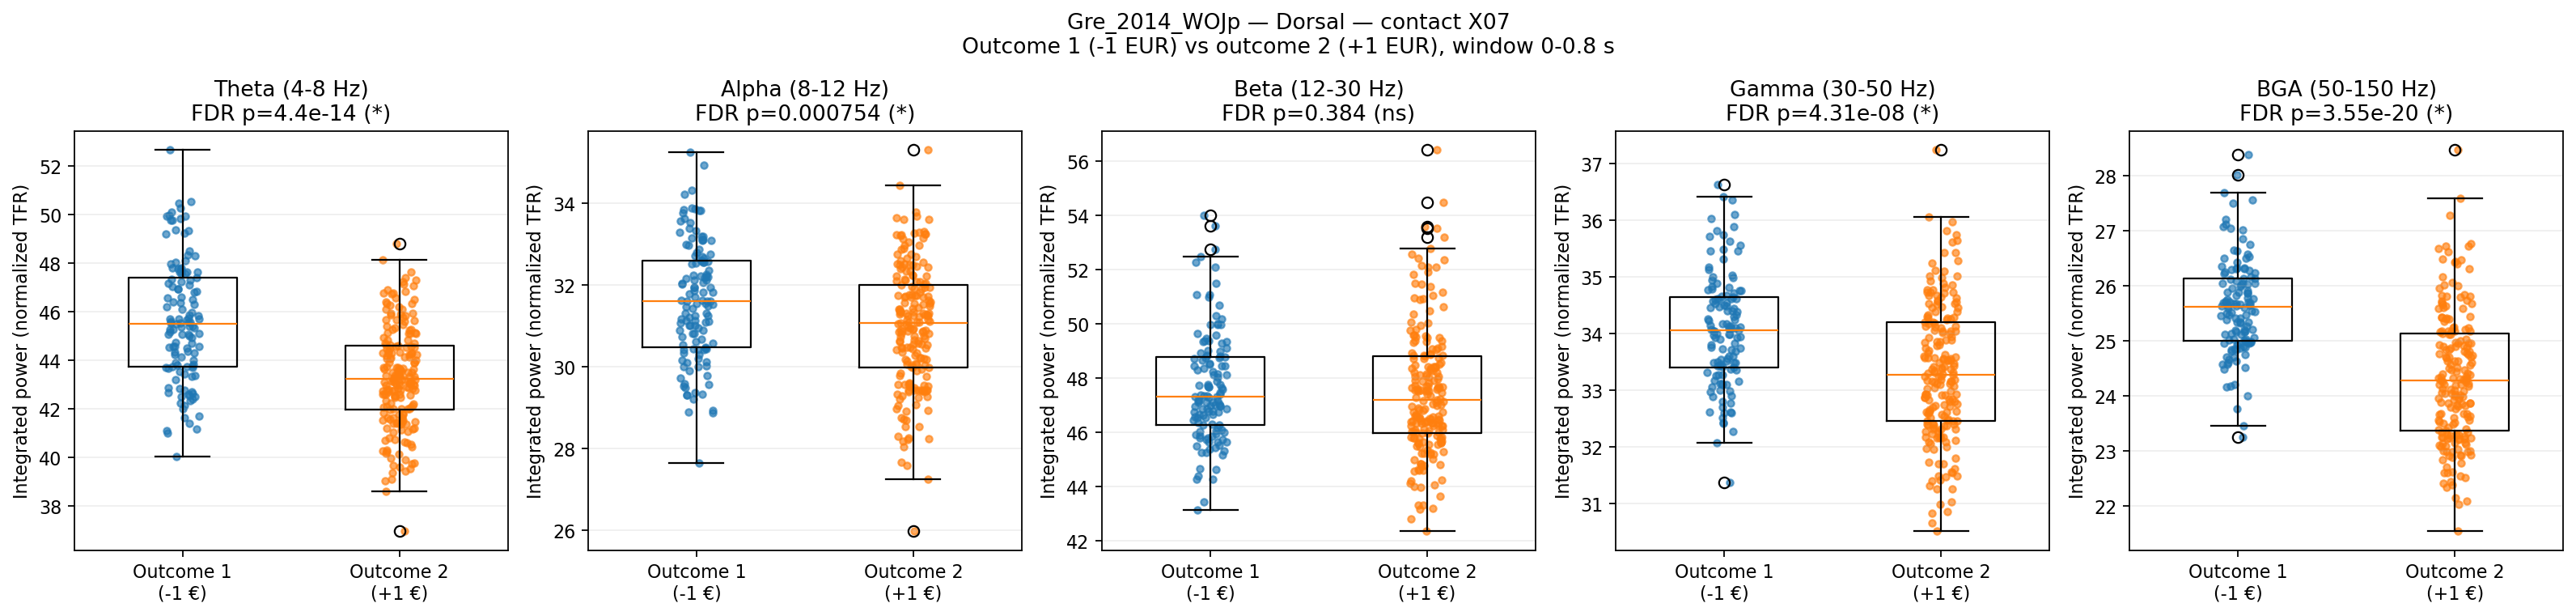 Gre_2014_WOJp — Dorsal — contact X07
Outcome 1 (-1 EUR) vs outcome 2 (+1 EUR), window 0-0.8 s
Theta (4-8 Hz)
FDR p=4.4e-14 (*)
Integrated power (normalized TFR)
52
50
48
46
44
42
40
38
Outcome 1
(-1 €)
Outcome 2
(+1 €)
Alpha (8-12 Hz)
FDR p=0.000754 (*)
Integrated power (normalized TFR)
34
32
30
28
26
Outcome 1
(-1 €)
Outcome 2
(+1 €)
Beta (12-30 Hz)
FDR p=0.384 (ns)
Integrated power (normalized TFR)
56
54
52
50
48
46
44
42
Outcome 1
(-1 €)
Outcome 2
(+1 €)
Gamma (30-50 Hz)
FDR p=4.31e-08 (*)
Integrated power (normalized TFR)
37
36
35
34
33
32
31
Outcome 1
(-1 €)
Outcome 2
(+1 €)
BGA (50-150 Hz)
FDR p=3.55e-20 (*)
Integrated power (normalized TFR)
28
27
26
25
24
23
22
Outcome 1
(-1 €)
Outcome 2
(+1 €)